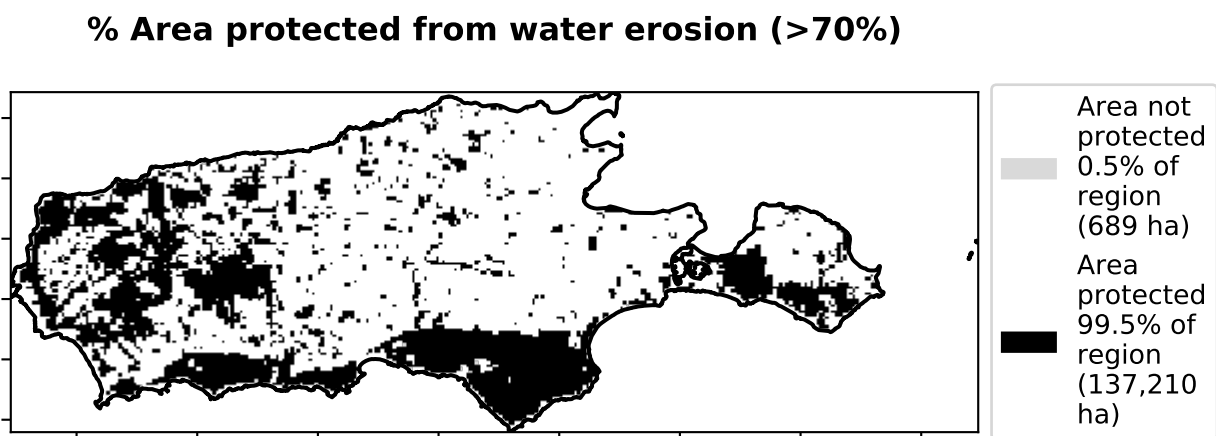 % Area protected from water erosion (>70%)
Area not
protected
0.5% of
region
(689 ha)
Area
protected
99.5% of
region
(137,210
ha)